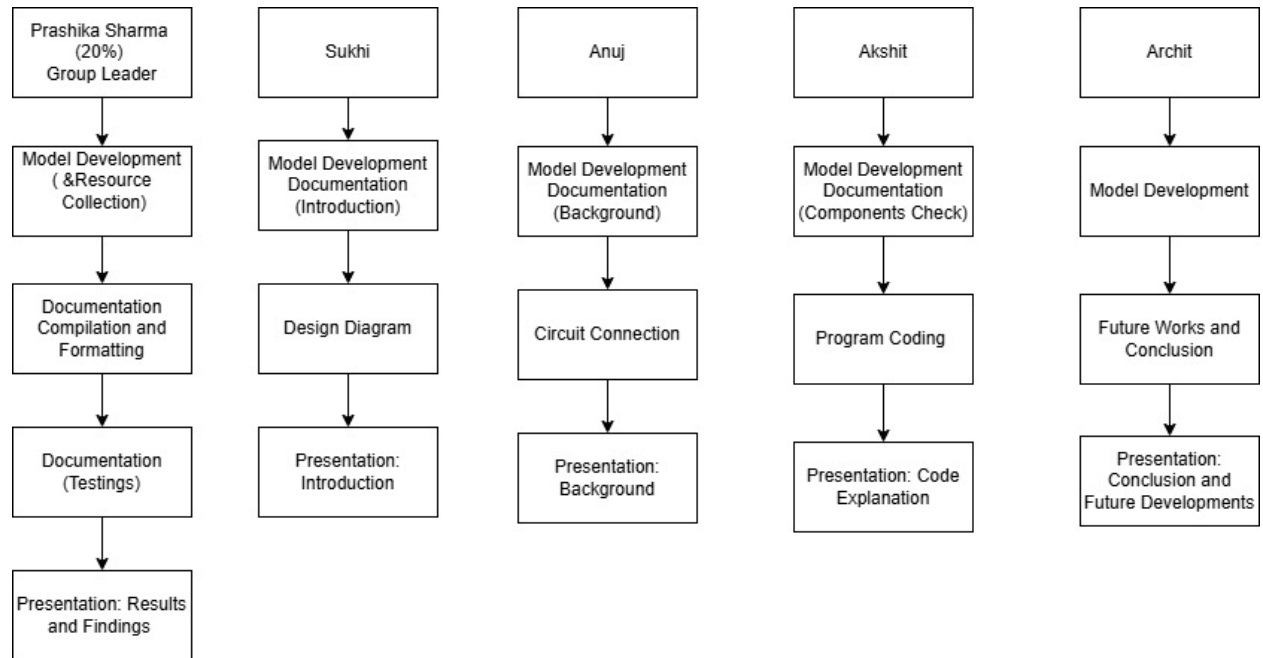 Prashika Sharma
(20%)
Group Leader
Model Development
( &Resource
Collection)
Documentation
Compilation and
Formatting
Documentation
(Testings)
Presentation: Results
and Findings
Sukhi
Model Development
Documentation
(Introduction)
Design Diagram
Presentation:
Introduction
Anuj
Model Development
Documentation
(Background)
Circuit Connection
Presentation:
Background
Akshit
Model Development
Documentation
(Components Check)
Program Coding
Presentation: Code
Explanation
Archit
Model Development
Future Works and
Conclusion
Presentation:
Conclusion and
Future Developments